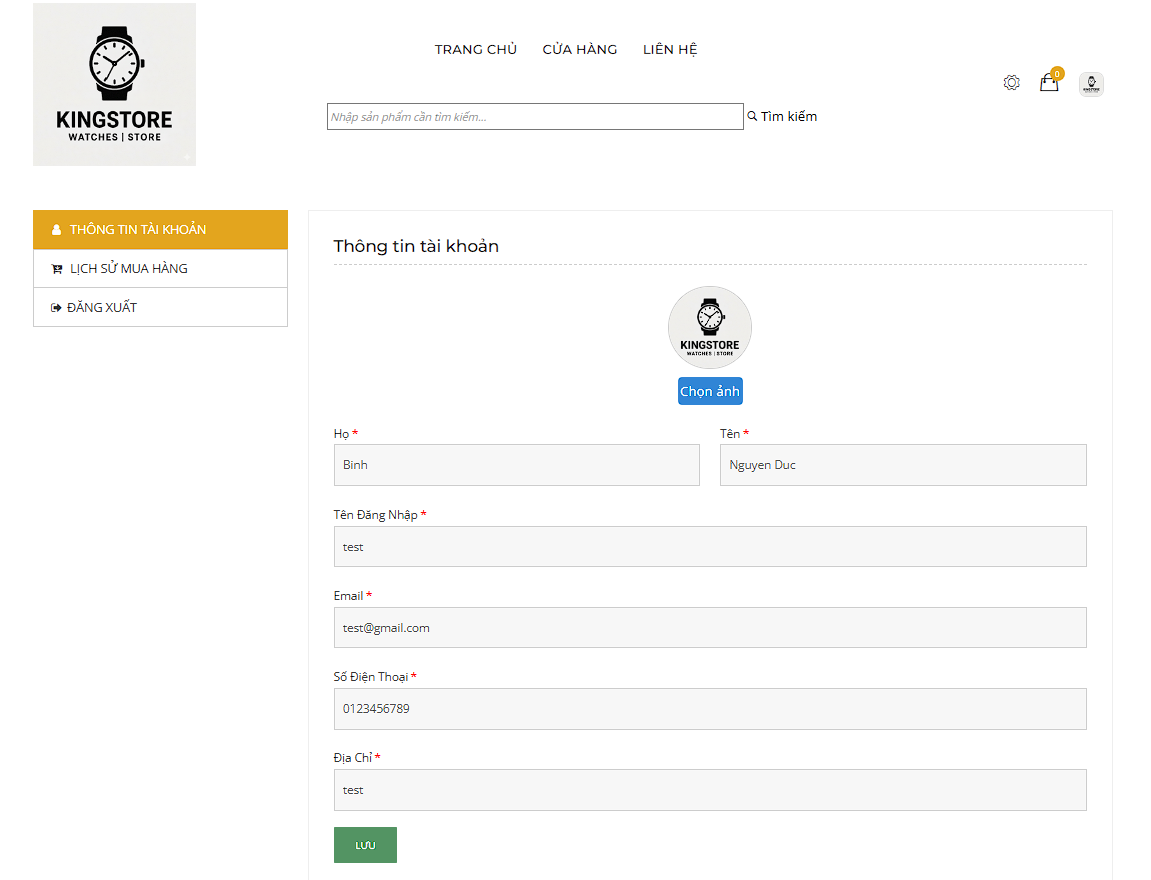 KINGSTORE
WATCHES | STORE
TRANG CHỦ CỬA HÀNG LIÊN HỆ
0
Nhập sản phẩm cần tìm kiếm...
Tìm kiếm
THÔNG TIN TÀI KHOẢN
LỊCH SỬ MUA HÀNG
ĐĂNG XUẤT
Thông tin tài khoản
KINGSTORE
WATCHES | STORE
Chọn ảnh
Họ * Tên *
Binh Nguyen Duc
Tên Đăng Nhập *
test
Email *
test@gmail.com
Số Điện Thoại *
0123456789
Địa Chỉ *
test
LƯU